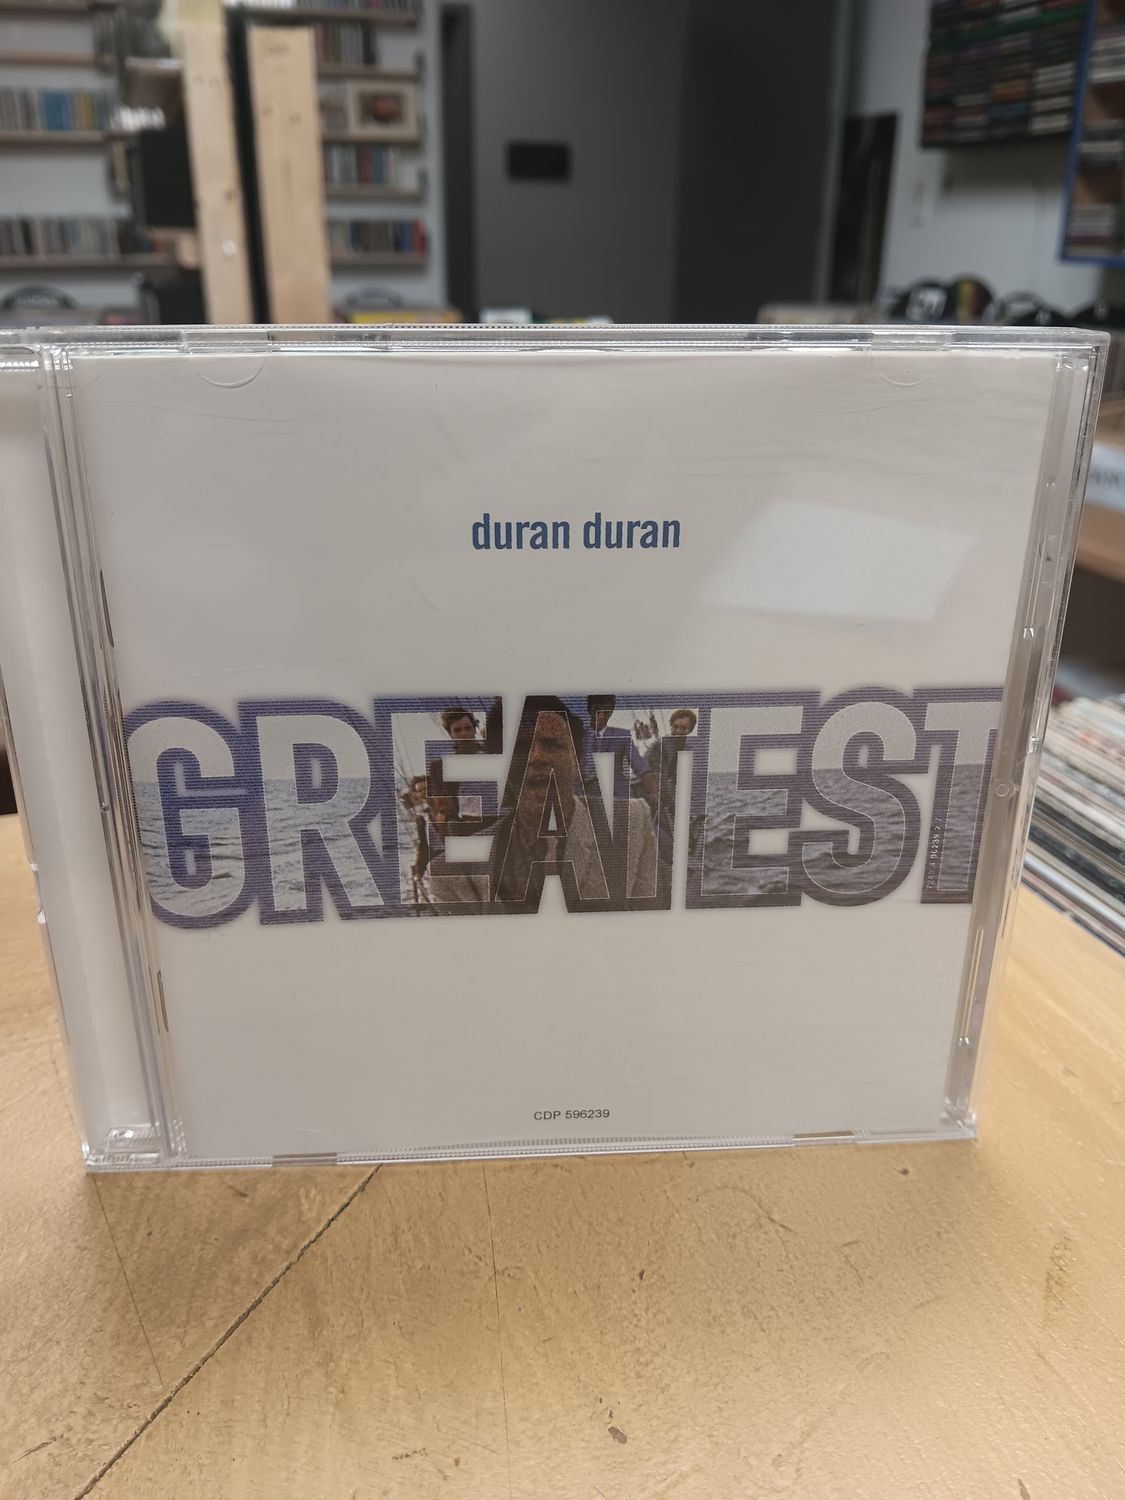 duran duran
GREATEST
CDP 596239